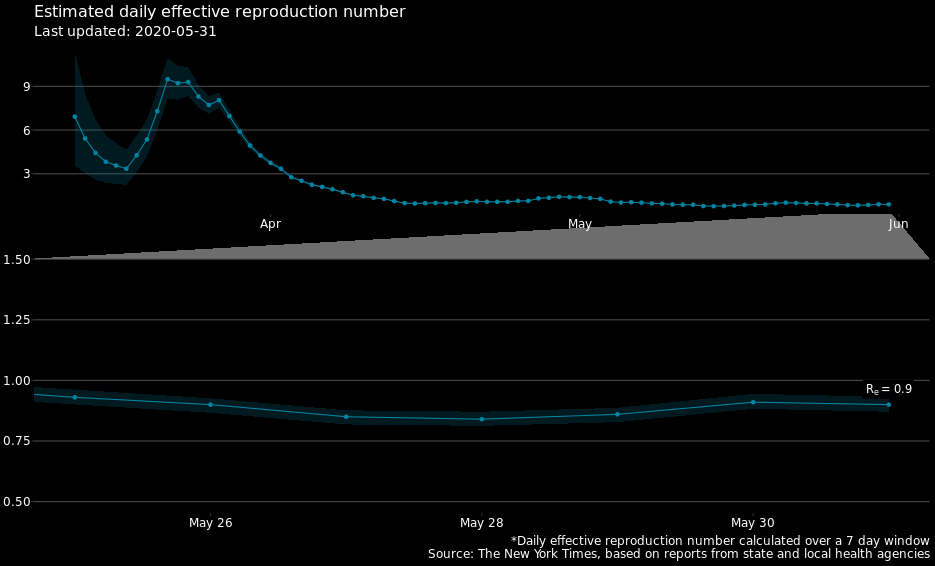 Estimated daily effective reproduction number
Last updated: 2020-05-31
9
6
3
Apr
May
Jun
1.50
1.25
1.00
Re = 0.9
0.75
0.50
May 26
May 28
May 30
*Daily effective reproduction number calculated over a 7 day window
Source: The New York Times, based on reports from state and local health agencies